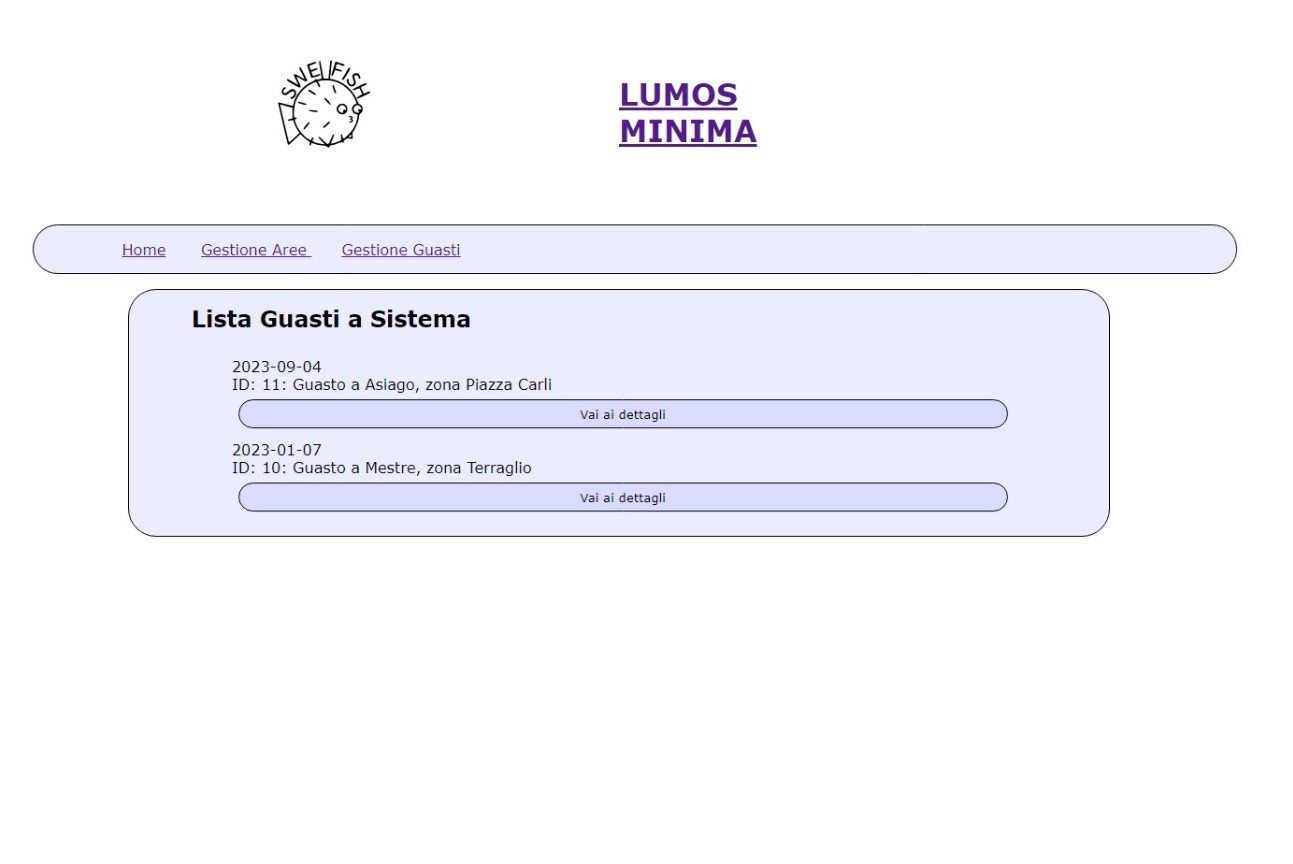 SWELLFISH
LUMOS
MINIMA
Home Gestione Aree Gestione Guasti
Lista Guasti a Sistema
2023-09-04
ID: 11: Guasto a Asiago, zona Piazza Carli
Vai ai dettagli
2023-01-07
ID: 10: Guasto a Mestre, zona Terraglio
Vai ai dettagli